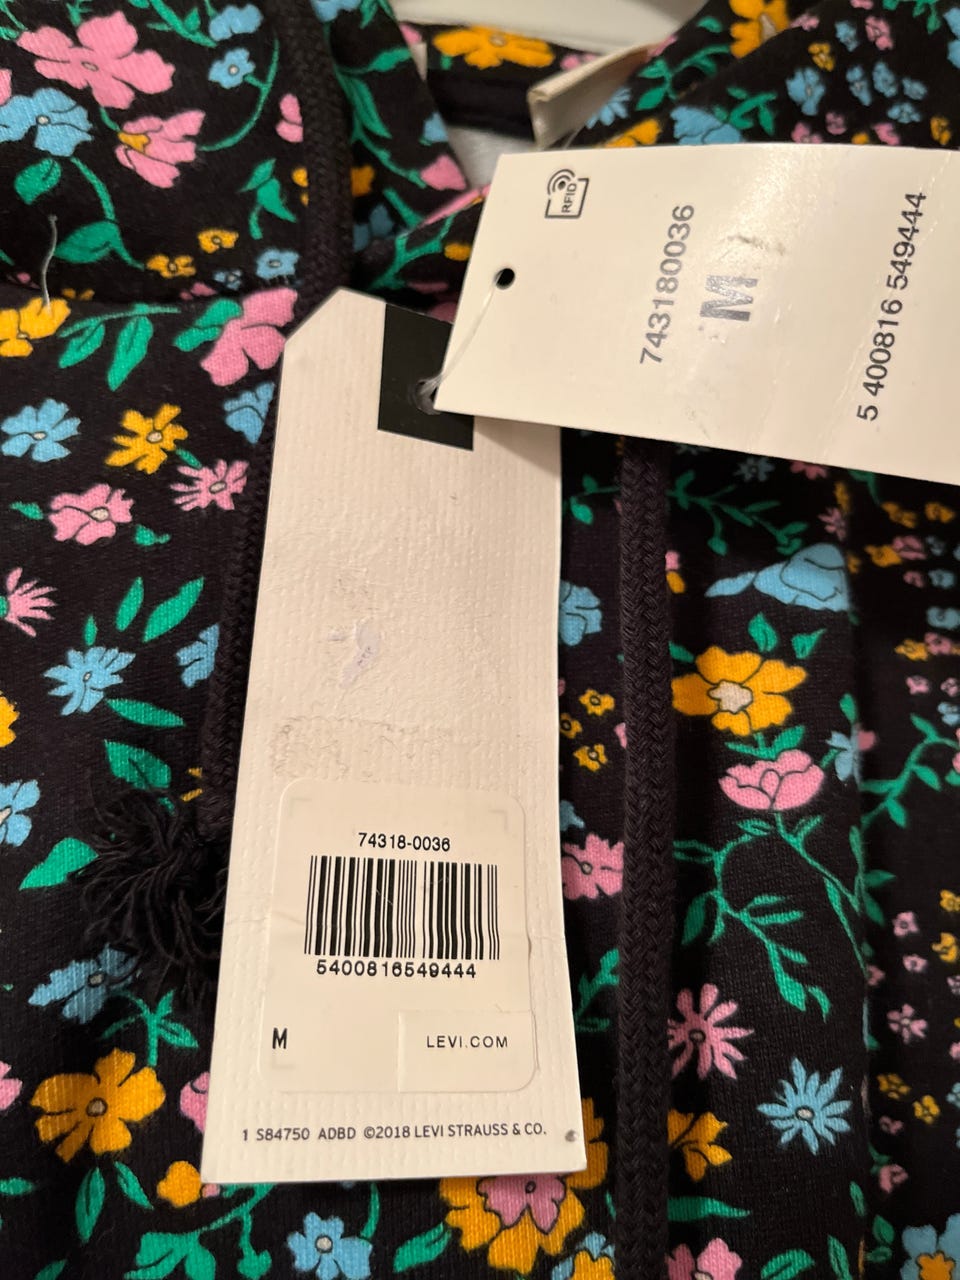 RFID
743180036
M
5 400816 549444
74318-0036
5400816549444
M
LEVI.COM
1 S84750 ADBD ©2018 LEVI STRAUSS & CO.